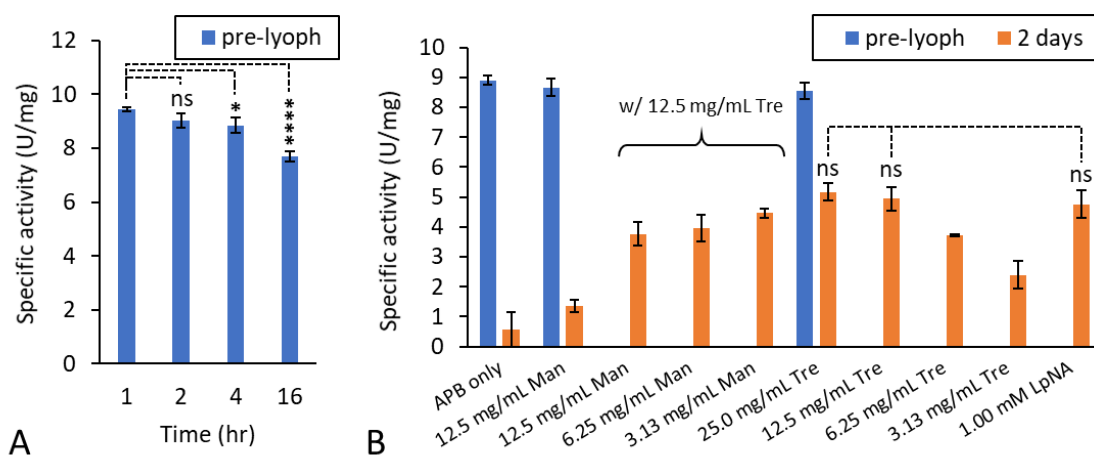 pre-lyoph
12
10
8
6
4
2
0
Specific activity (U/mg)
ns
*
****
1 2 4 16
Time (hr)
A
pre-lyoph 2 days
10
9
8
7
6
5
4
3
2
1
0
Specific activity (U/mg)
w/ 12.5 mg/mL Tre
ns
ns
ns
APB only
12.5 mg/mL Man
12.5 mg/mL Man
6.25 mg/mL Man
3.13 mg/mL Man
25.0 mg/mL Tre
12.5 mg/mL Tre
6.25 mg/mL Tre
3.13 mg/mL Tre
1.00 mM LpNA
B